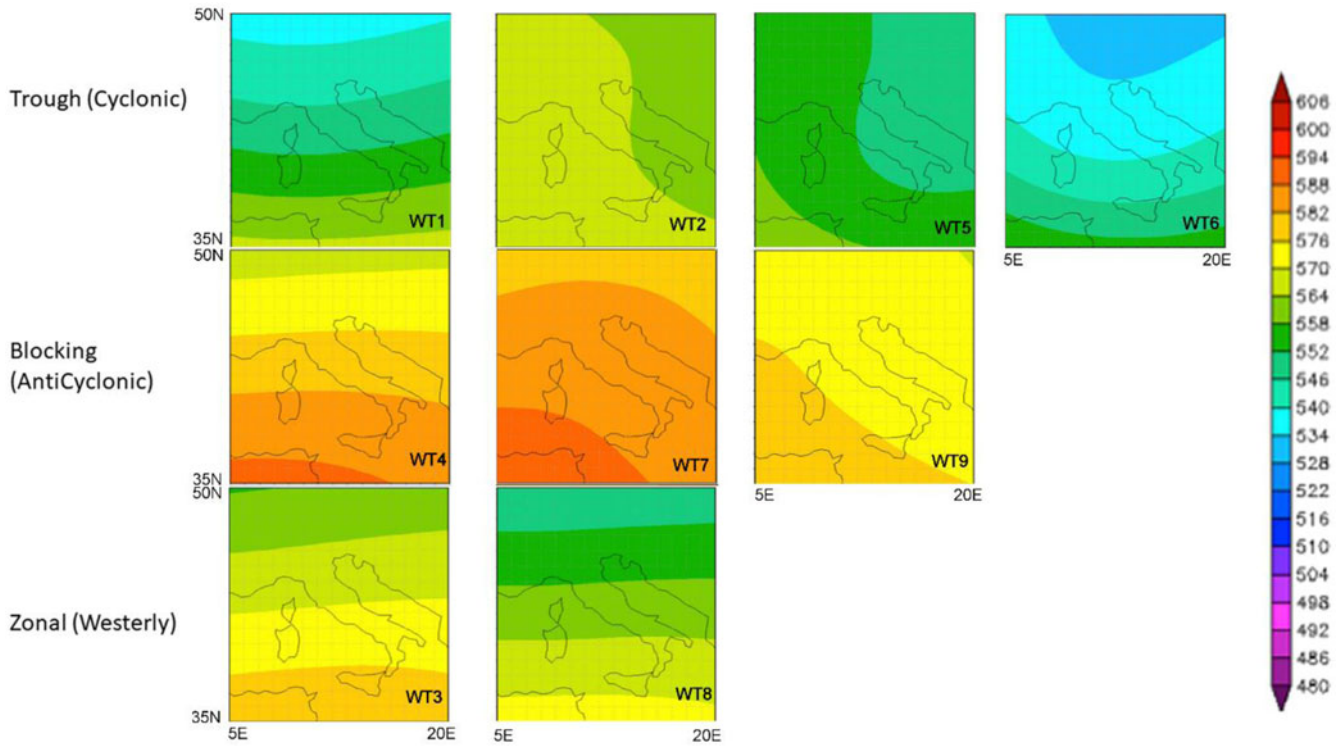 50N
Trough (Cyclonic)
WT1
WT2
WT5
WT6
35N
5E
20E
50N
Blocking
(AntiCyclonic)
WT4
WT7
WT9
35N
5E
20E
50N
Zonal (Westerly)
WT3
WT8
35N
5E
20E
5E
20E
606
600
594
588
582
576
570
564
558
552
546
540
534
528
522
516
510
504
498
492
486
480